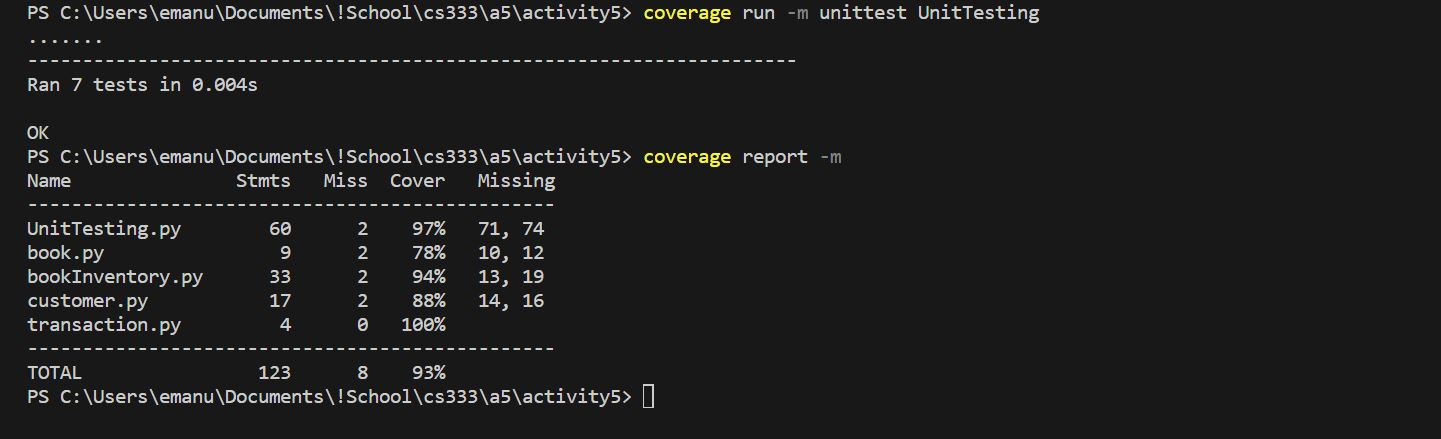 PS C:\Users\emanu\Documents\!School\cs333\a5\activity5> coverage run -m unittest UnitTesting
.......
----------------------------------------------------------------------
Ran 7 tests in 0.004s
OK
PS C:\Users\emanu\Documents\!School\cs333\a5\activity5> coverage report -m
Name               Stmts   Miss  Cover   Missing
------------------------------------------------
UnitTesting.py        60      2    97%   71, 74
book.py                9      2    78%   10, 12
bookInventory.py      33      2    94%   13, 19
customer.py           17      2    88%   14, 16
transaction.py         4      0   100%
------------------------------------------------
TOTAL                123      8    93%
PS C:\Users\emanu\Documents\!School\cs333\a5\activity5>